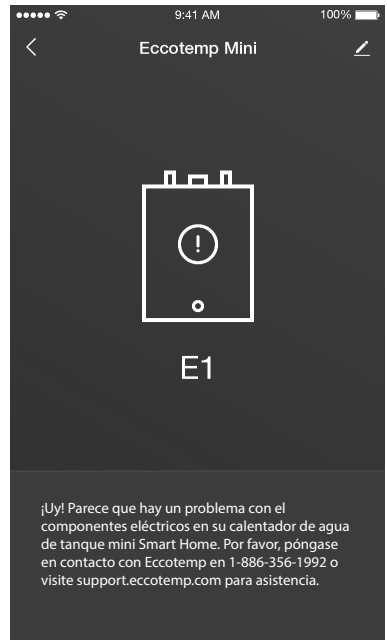 9:41 AM
100%
Eccotemp Mini
!
E1
¡Uy! Parece que hay un problema con el
componentes eléctricos en su calentador de agua
de tanque mini Smart Home. Por favor, póngase
en contacto con Eccotemp en 1-886-356-1992 o
visite support.eccotemp.com para asistencia.